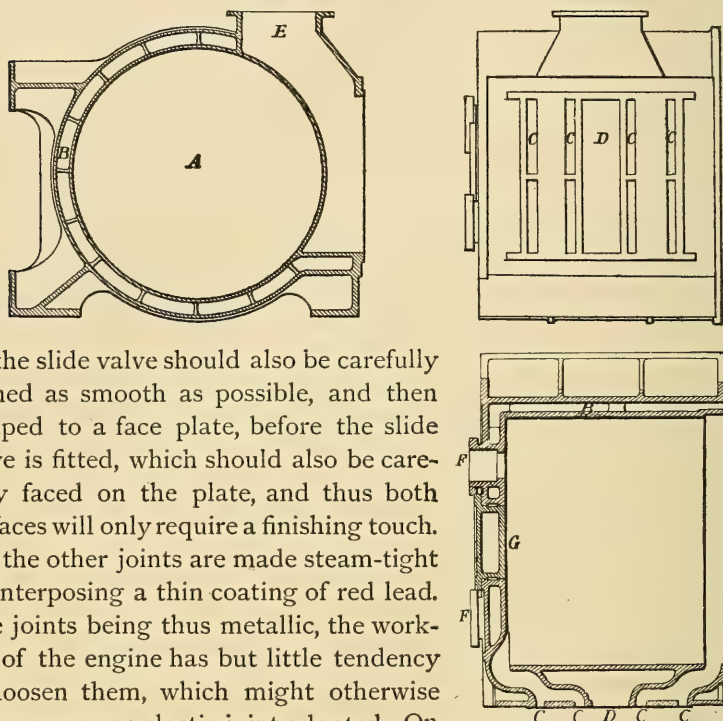 E
B
A
C C D C C
the slide valve should also be carefully
ned as smooth as possible, and then
ped to a face plate, before the slide
e is fitted, which should also be care-
y faced on the plate, and thus both
faces will only require a finishing touch.
the other joints are made steam-tight
nterposing a thin coating of red lead.
e joints being thus metallic, the work-
of the engine has but little tendency
oosen them, which might otherwise
B
F
G
F
C C D C C